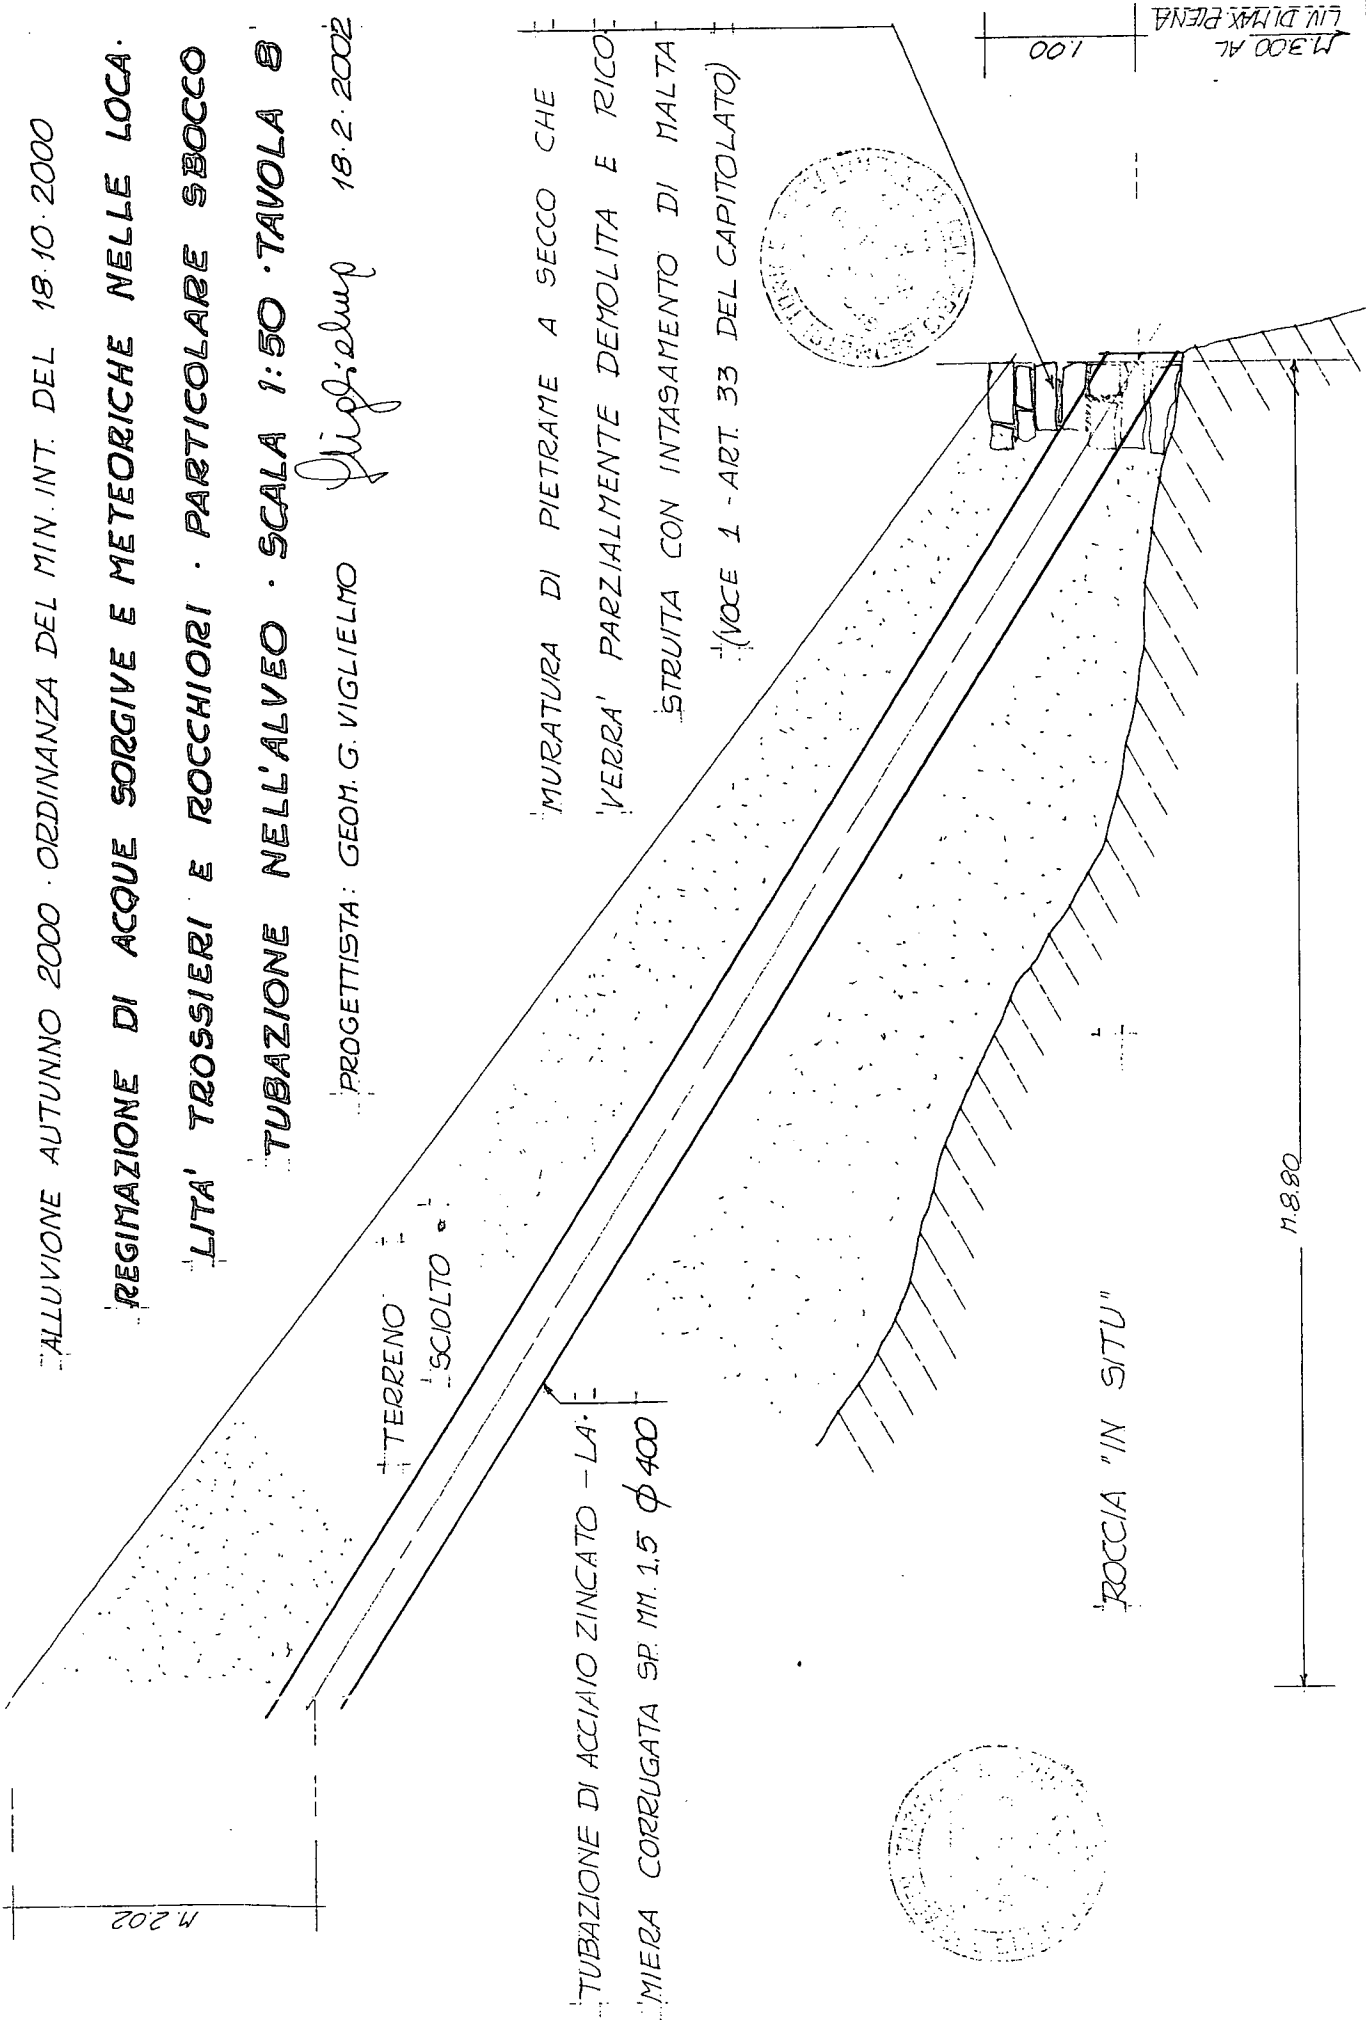 ALLUVIONE AUTUNNO 2000 · ORDINANZA DEL MIN. INT. DEL 18·10·2000
REGIMAZIONE DI ACQUE SORGIVE E METEORICHE NELLE LOCA·
LITA' TROSSIERI E ROCCHIORI · PARTICOLARE SBOCCO
TUBAZIONE NELL'ALVEO · SCALA 1:50 · TAVOLA 8
PROGETTISTA: GEOM. G. VIGLIELMO 18·2·2002
MURATURA DI PIETRAME A SECCO CHE
VERRA' PARZIALMENTE DEMOLITA E RICO·
STRUITA CON INTASAMENTO DI MALTA
(VOCE 1 - ART. 33 DEL CAPITOLATO)
TERRENO
SCIOLTO
TUBAZIONE DI ACCIAIO ZINCATO - LA·
MIERA CORRUGATA SP. MM. 1,5 ϕ 400
ROCCIA "IN SITU"
M. 2.02
M. 8.80
1.00
M. 3.00 AL
LIV. DI MAX. PIENA